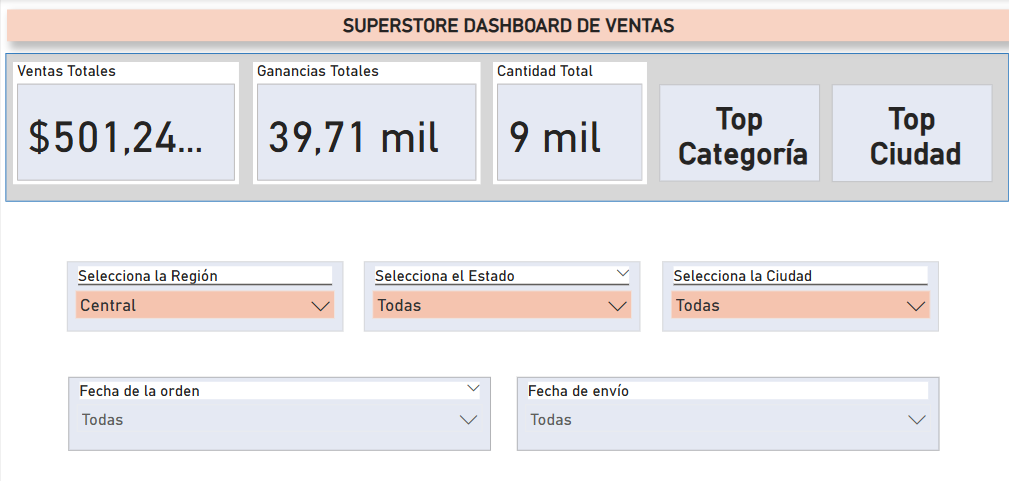 SUPERSTORE DASHBOARD DE VENTAS
Ventas Totales
Ganancias Totales
Cantidad Total
$501,24...
39,71 mil
9 mil
Top
Categoría
Top
Ciudad
Selecciona la Región
Selecciona el Estado
Selecciona la Ciudad
Central
Todas
Todas
Fecha de la orden
Fecha de envío
Todas
Todas